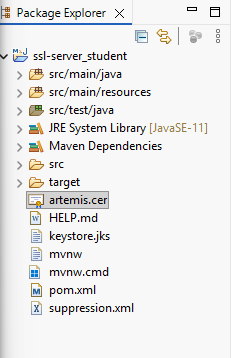 Package Explorer
ssl-server_student
src/main/java
src/main/resources
src/test/java
JRE System Library [JavaSE-11]
Maven Dependencies
src
target
artemis.cer
HELP.md
keystore.jks
mvnw
mvnw.cmd
pom.xml
suppression.xml